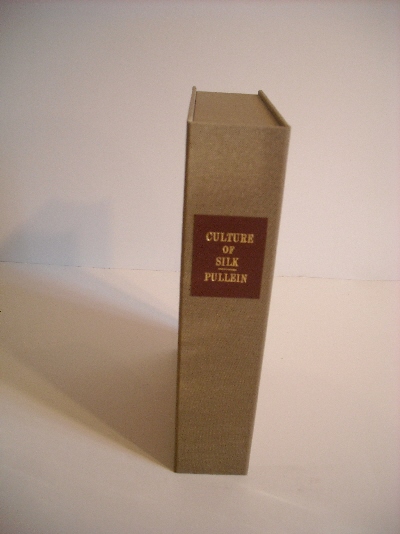 CULTURE
OF
SILK
PULLEIN